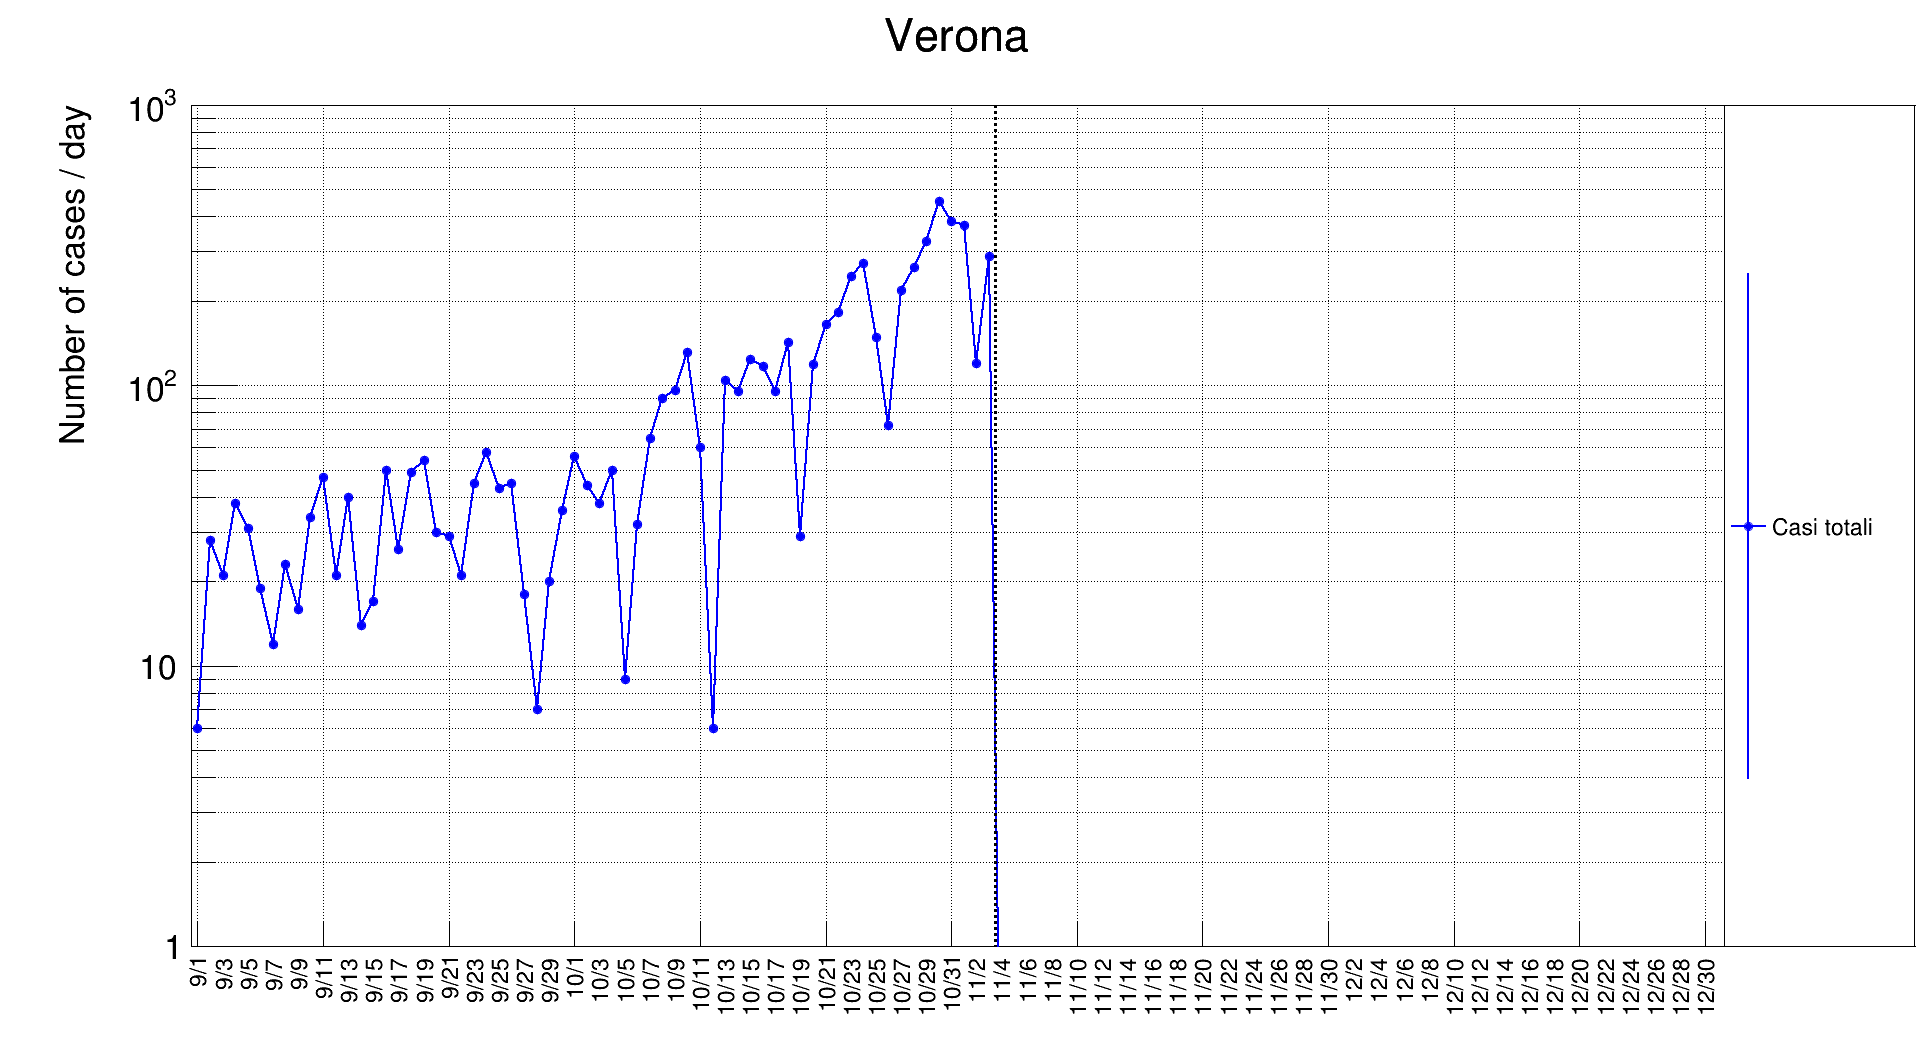 Verona
Number of cases / day
10³
10²
10
1
9/1 9/3 9/5 9/7 9/9 9/11 9/13 9/15 9/17 9/19 9/21 9/23 9/25 9/27 9/29 10/1 10/3 10/5 10/7 10/9 10/11 10/13 10/15 10/17 10/19 10/21 10/23 10/25 10/27 10/29 10/31 11/2 11/4 11/6 11/8 11/10 11/12 11/14 11/16 11/18 11/20 11/22 11/24 11/26 11/28 11/30 12/2 12/4 12/6 12/8 12/10 12/12 12/14 12/16 12/18 12/20 12/22 12/24 12/26 12/28 12/30
Casi totali